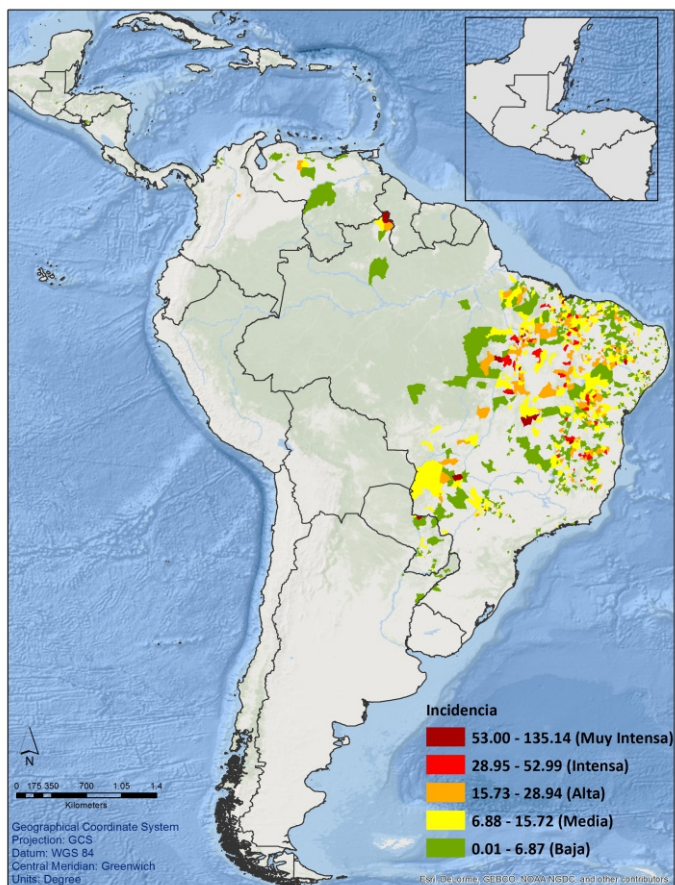 Incidencia
53.00 - 135.14 (Muy Intensa)
28.95 - 52.99 (Intensa)
15.73 - 28.94 (Alta)
6.88 - 15.72 (Media)
0.01 - 6.87 (Baja)
N
0 175 350 700 1.05 1.4
Kilometers
Geographical Coordinate System
Projection: GCS
Datum: WGS 84
Central Meridian: Greenwich
Units: Degree
Esri, DeLorme, GEBCO, NOAA NGDC, and other contributors